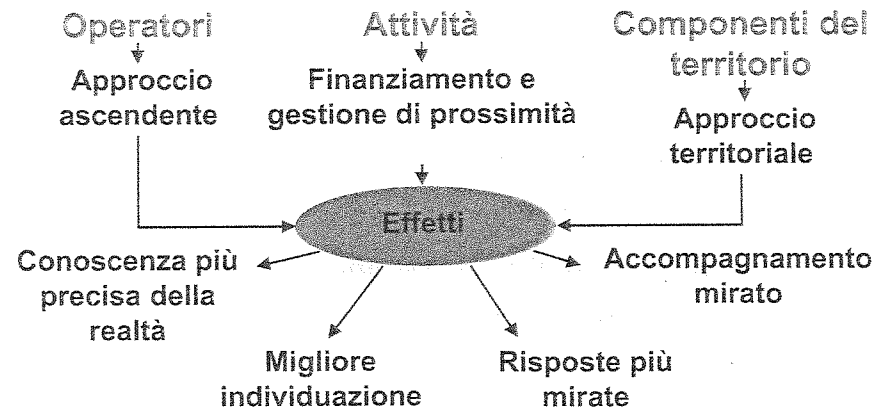 Operatori
Attività
Componenti del
territorio
Approccio
ascendente
Finanziamento e
gestione di prossimità
Approccio
territoriale
Effetti
Conoscenza più
precisa della
realtà
Accompagnamento
mirato
Migliore
individuazione
Risposte più
mirate